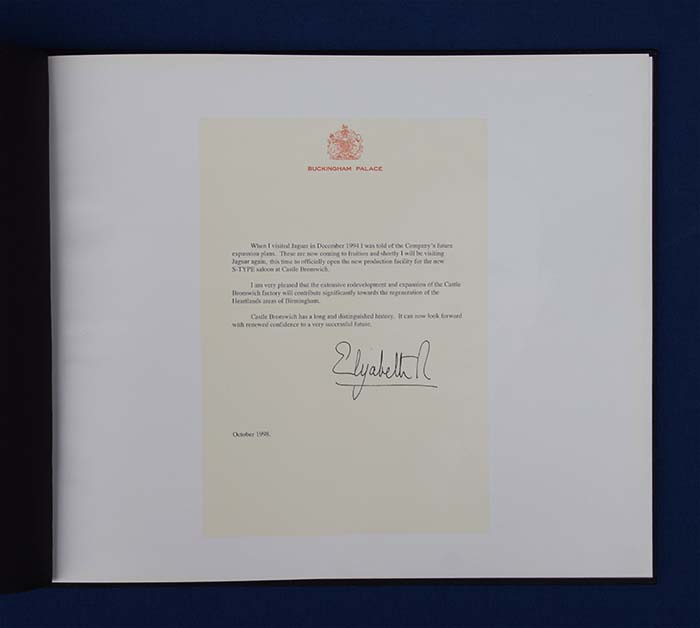 BUCKINGHAM PALACE
When I visited Jaguar in December 1994 I was told of the Company's future
expansion plans. These are now coming to fruition and shortly I will be visiting
Jaguar again, this time to officially open the new production facility for the new
S-TYPE saloon at Castle Bromwich.
I am very pleased that the extensive redevelopment and expansion of the Castle
Bromwich factory will contribute significantly towards the regeneration of the
Heartlands areas of Birmingham.
Castle Bromwich has a long and distinguished history. It can now look forward
with renewed confidence to a very successful future.
Elizabeth R
October 1998.